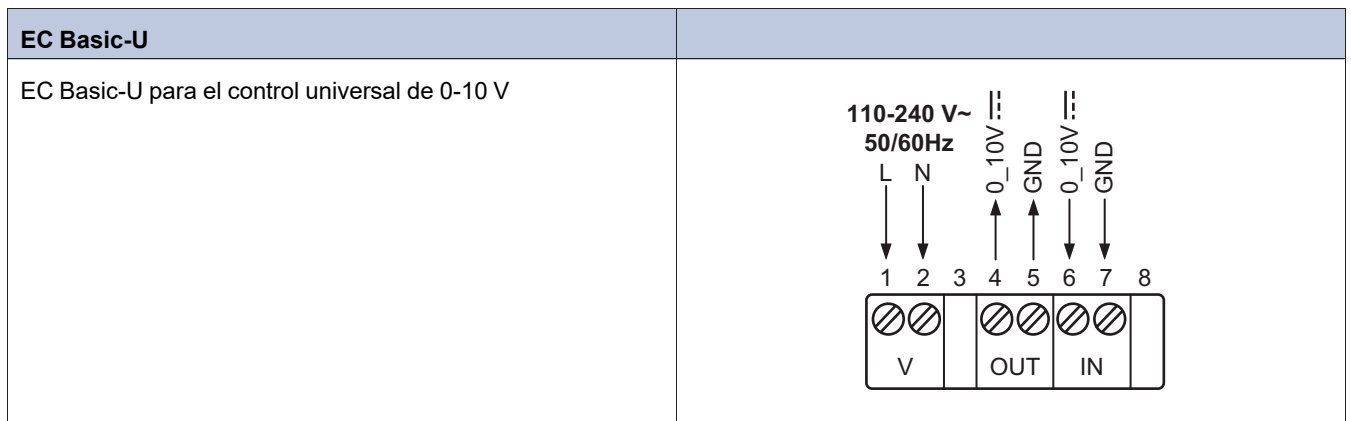 EC Basic-U
EC Basic-U para el control universal de 0-10 V
110-240 V~
50/60Hz
L N
0_10V
GND
0_10V
GND
1 2 3 4 5 6 7 8
V OUT IN